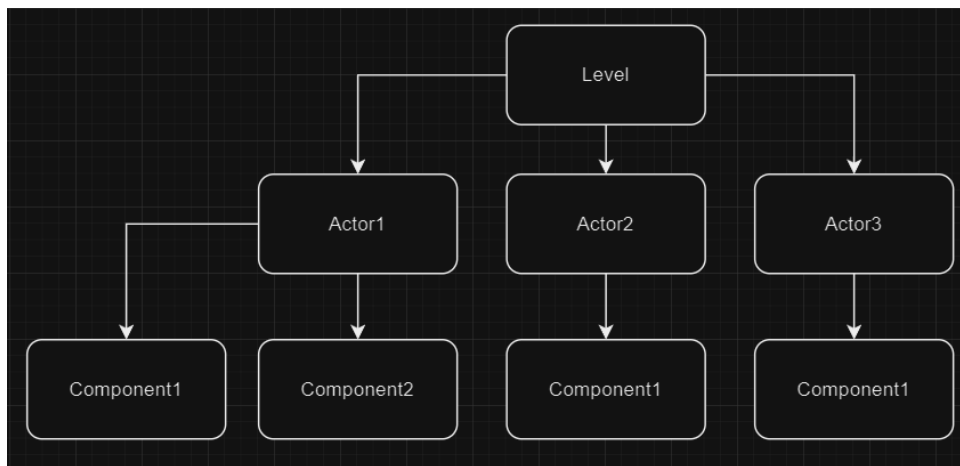 Level
Actor1
Actor2
Actor3
Component1
Component2
Component1
Component1